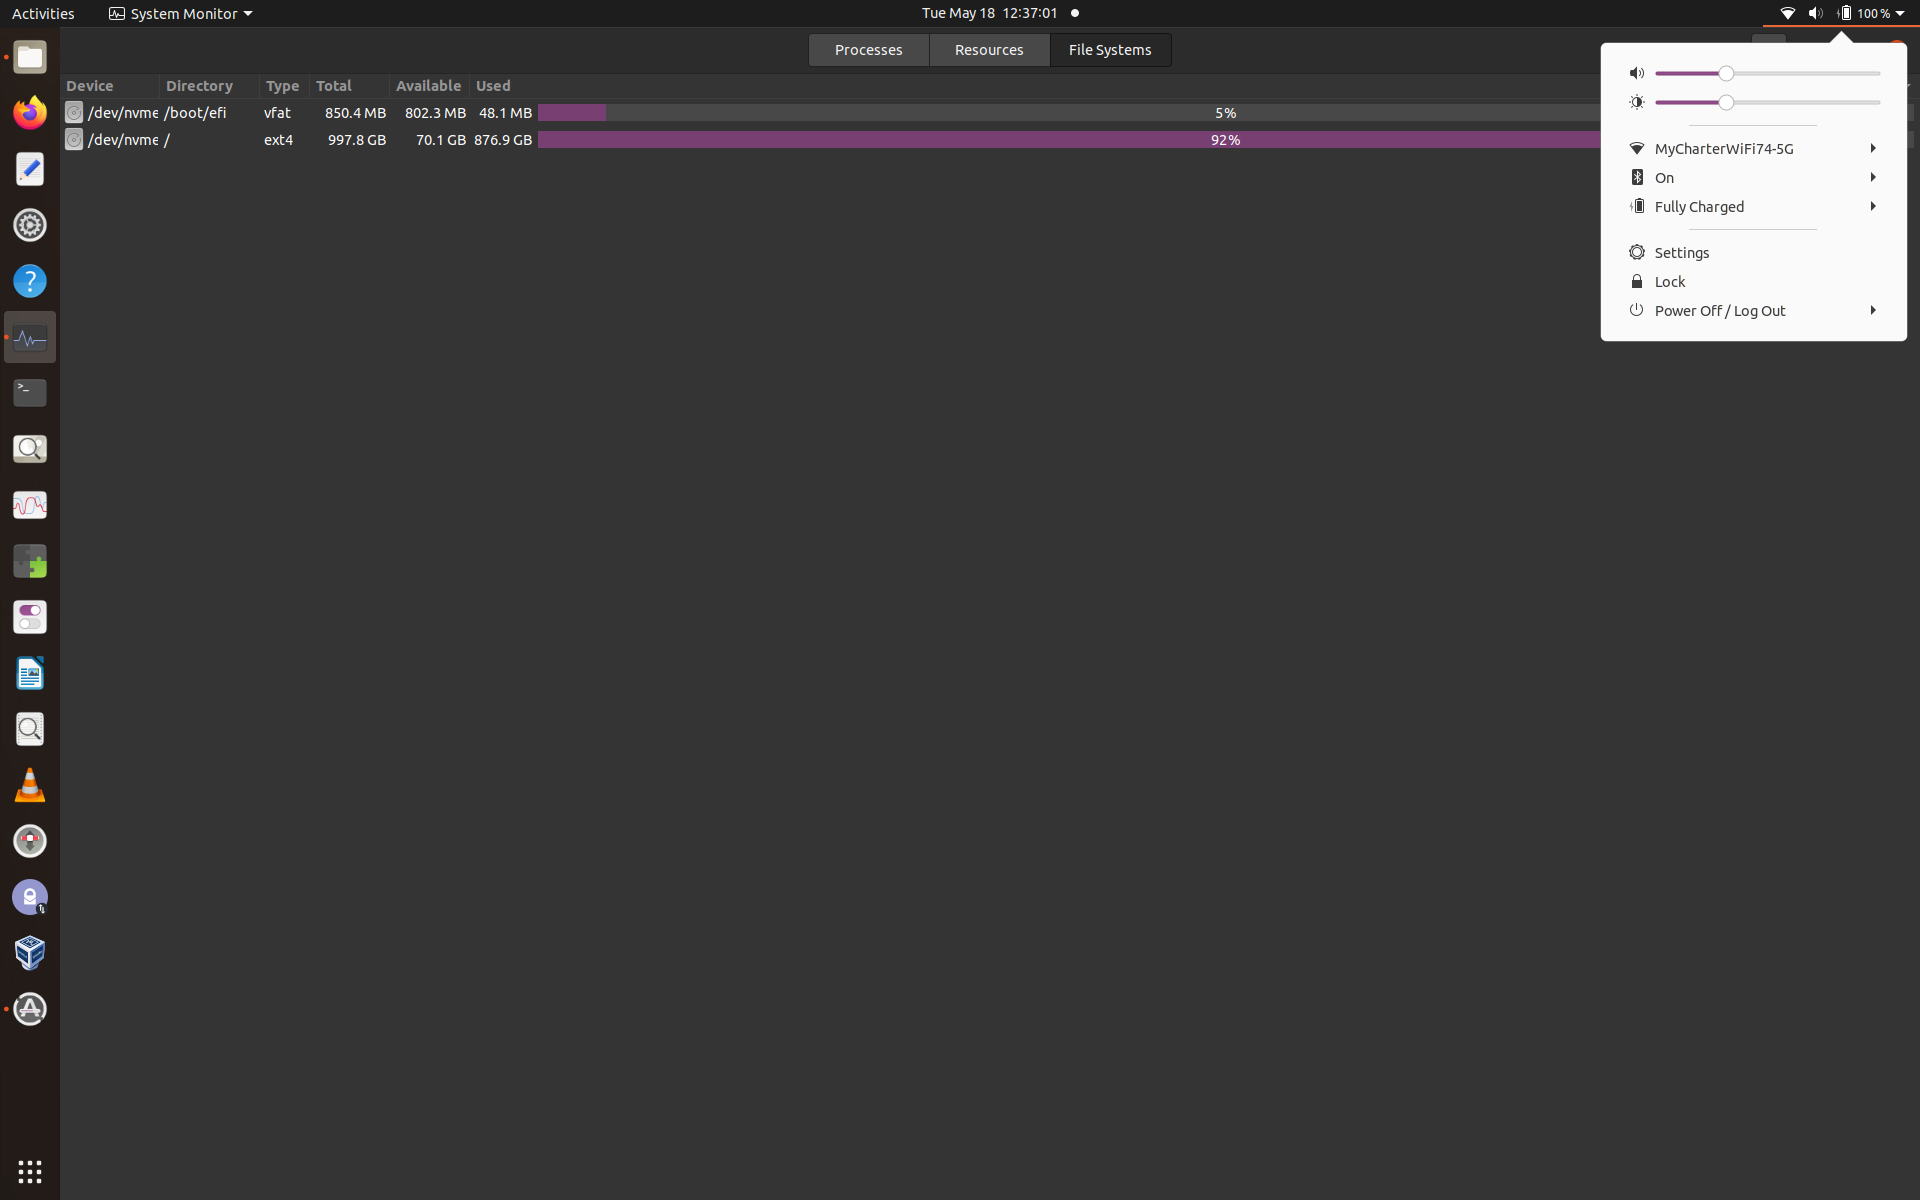 Activities System Monitor Tue May 18 12:37:01 100 %
Processes Resources File Systems
Device Directory Type Total Available Used
/dev/nvme /boot/efi vfat 850.4 MB 802.3 MB 48.1 MB 5%
/dev/nvme / ext4 997.8 GB 70.1 GB 876.9 GB 92%
MyCharterWiFi74-5G
On
Fully Charged
Settings
Lock
Power Off / Log Out